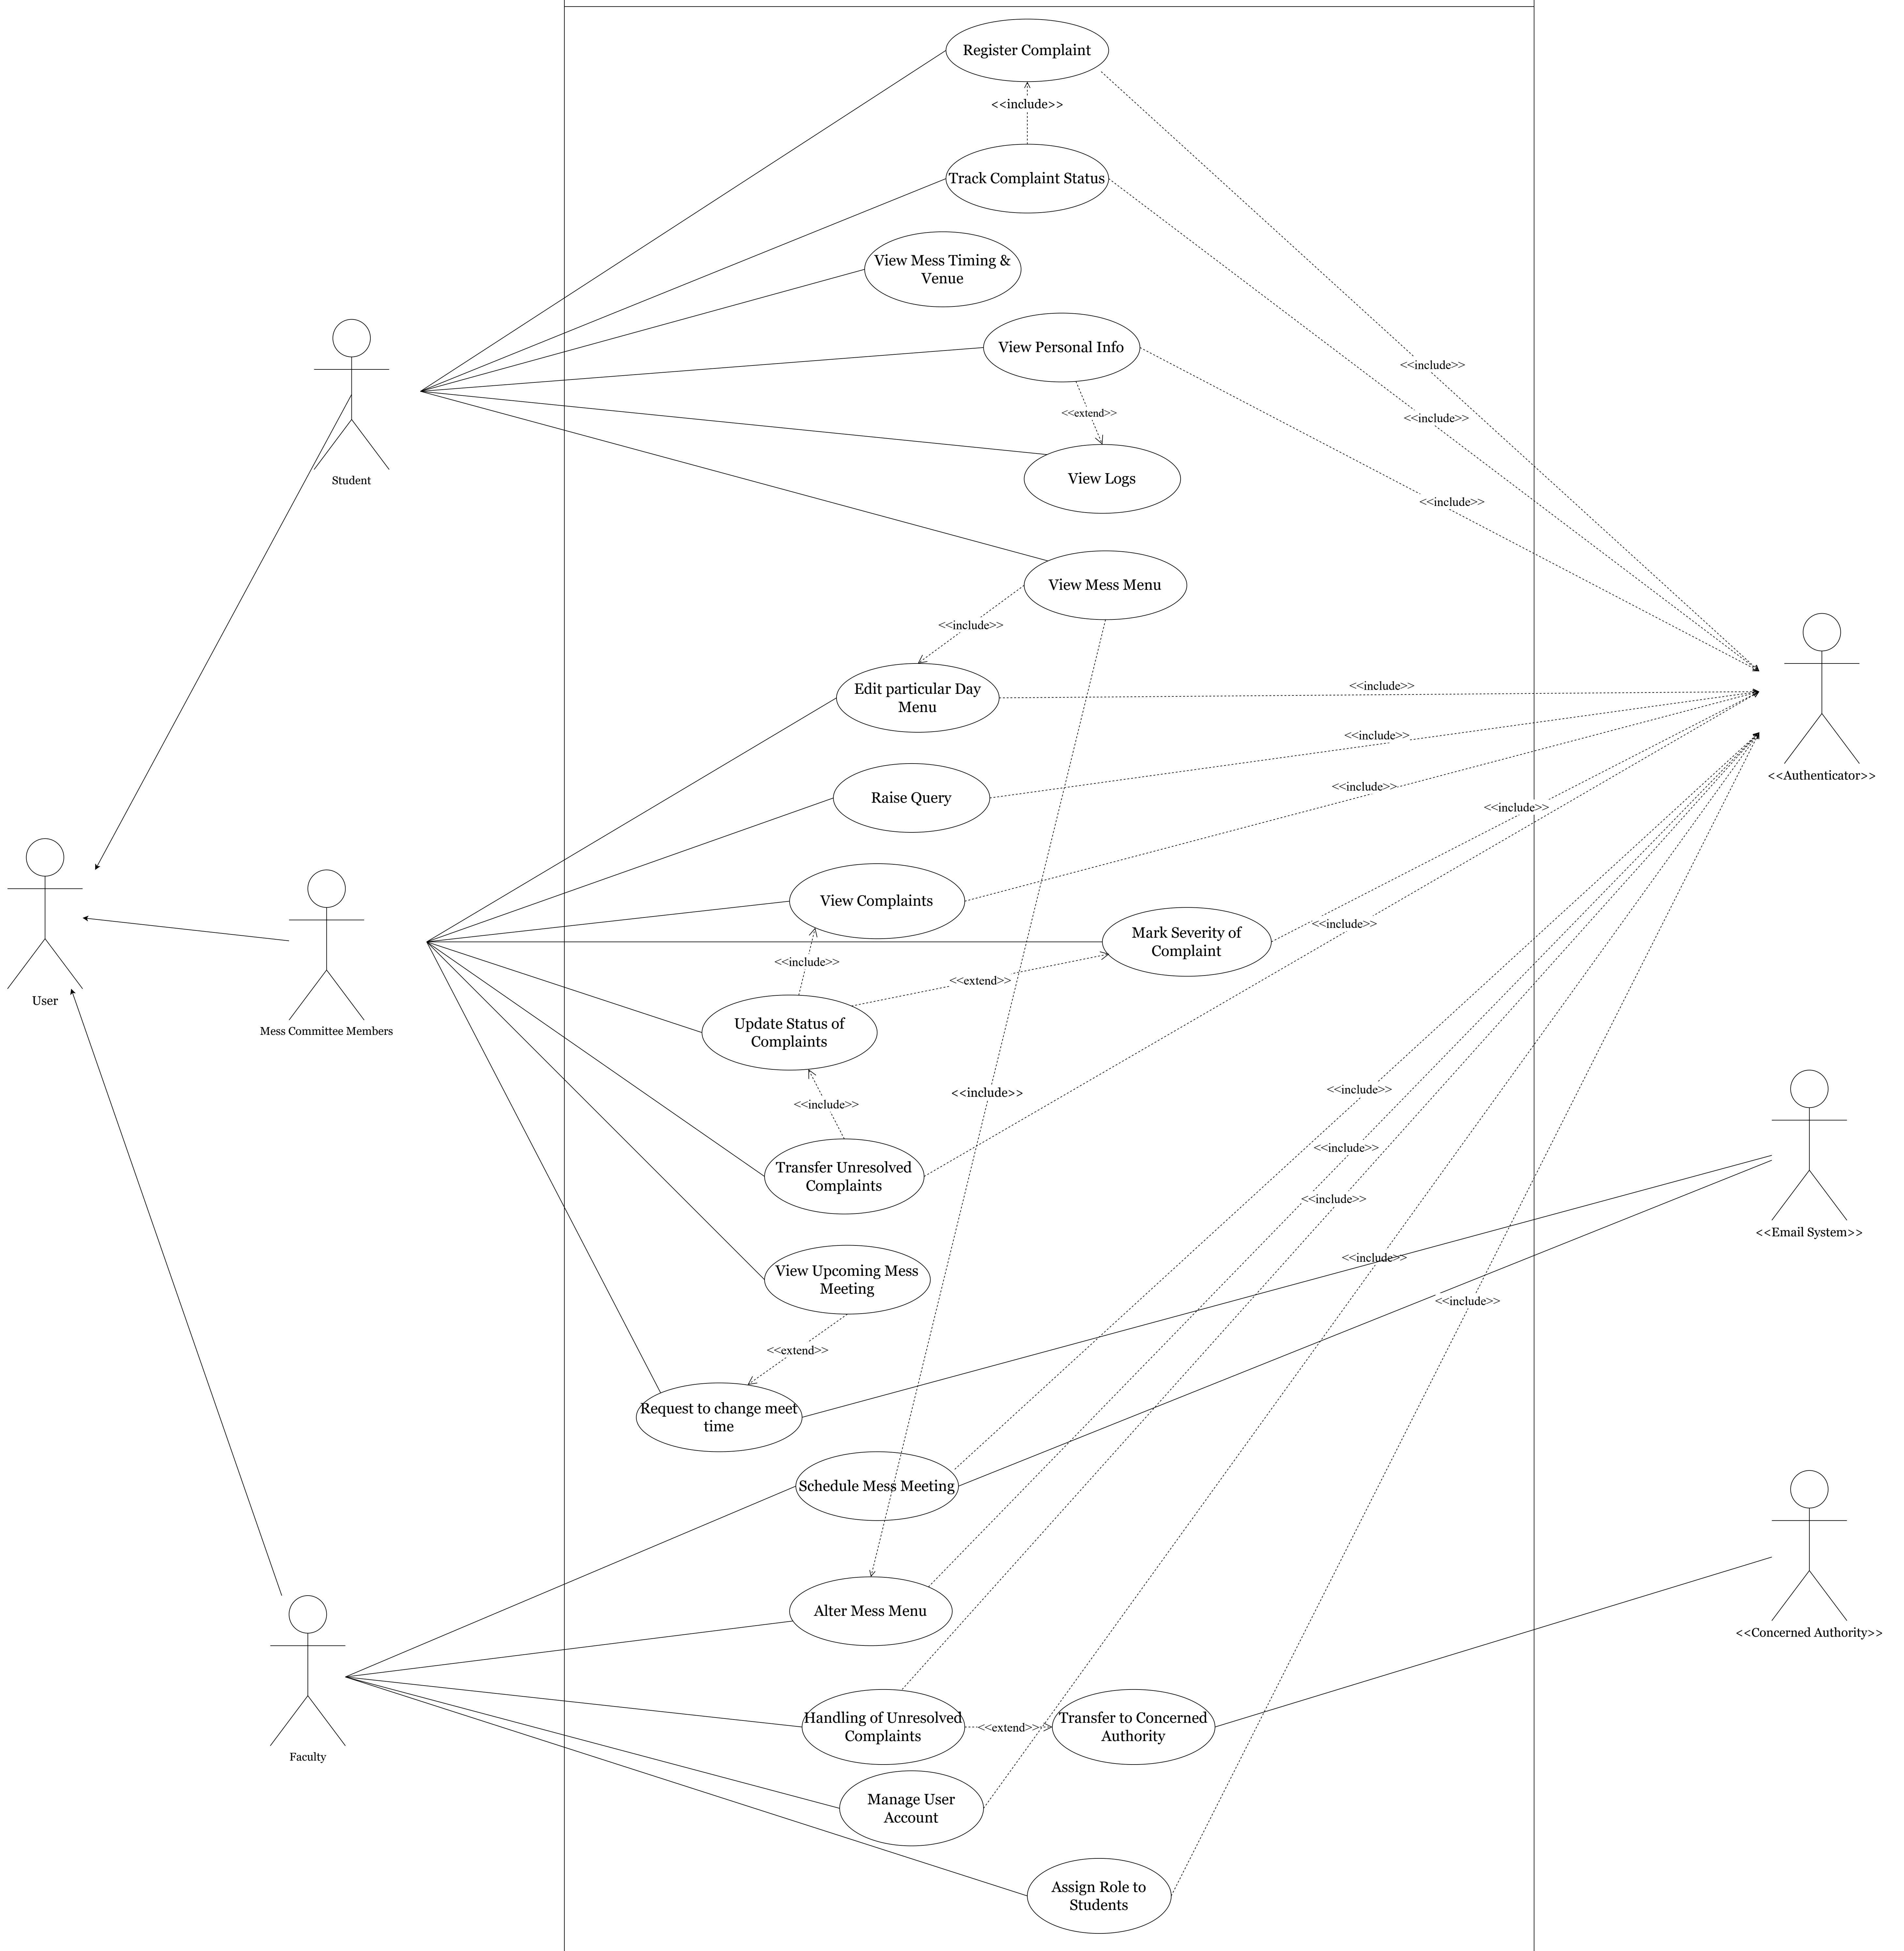 Register Complaint
<<include>>
Track Complaint Status
View Mess Timing &
Venue
View Personal Info
<<include>>
<<extend>>
<<include>>
View Logs
Student
<<include>>
View Mess Menu
<<include>>
Edit particular Day
Menu
<<include>>
<<include>>
<<Authenticator>>
Raise Query
<<include>>
<<include>>
View Complaints
<<include>>
Mark Severity of
Complaint
<<include>>
<<extend>>
User
Mess Committee Members
Update Status of
Complaints
<<include>>
<<include>>
<<include>>
<<include>>
Transfer Unresolved
Complaints
<<include>>
<<Email System>>
<<include>>
View Upcoming Mess
Meeting
<<include>>
<<extend>>
Request to change meet
time
Schedule Mess Meeting
Alter Mess Menu
<<Concerned Authority>>
Handling of Unresolved
Complaints
<<extend>>
Transfer to Concerned
Authority
Faculty
Manage User
Account
Assign Role to
Students